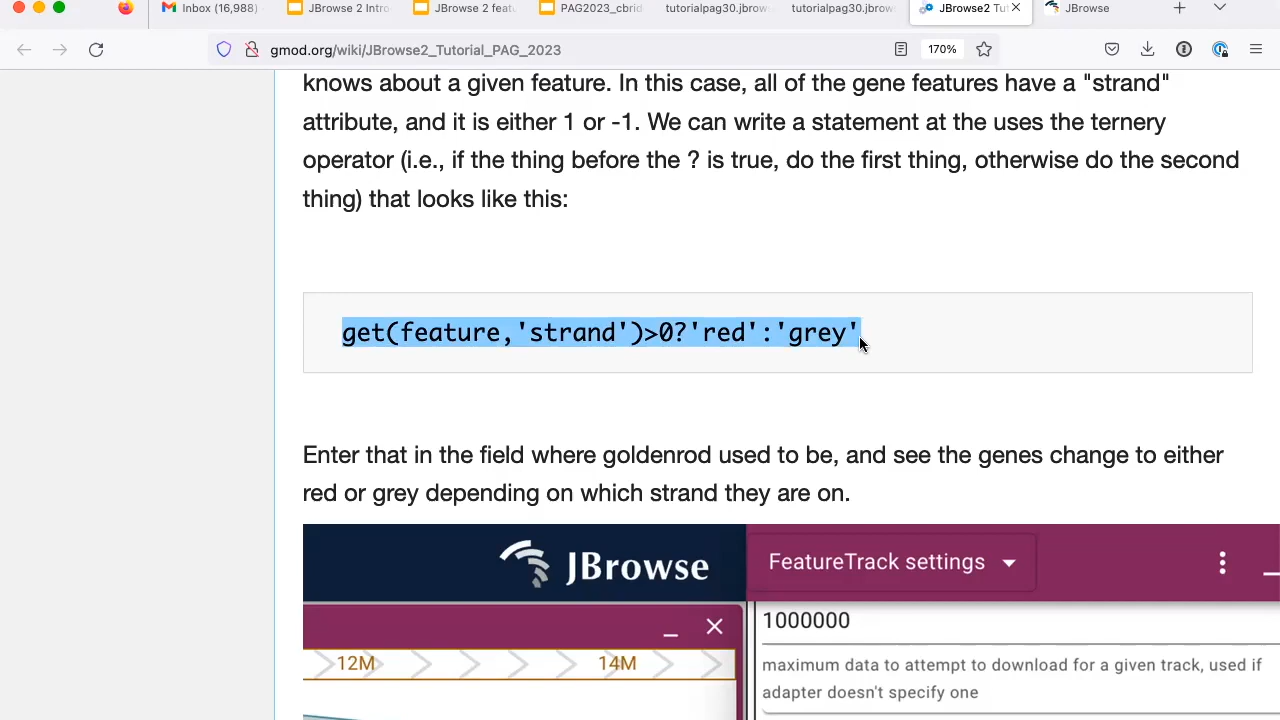 Inbox (16,988)
JBrowse 2 Intro
JBrowse 2 featu
PAG2023_cbrid
tutorialpag30.jbrow
tutorialpag30.jbrow
JBrowse2 Tu
JBrowse
gmod.org/wiki/JBrowse2_Tutorial_PAG_2023
170%
knows about a given feature. In this case, all of the gene features have a "strand"
attribute, and it is either 1 or -1. We can write a statement at the uses the ternery
operator (i.e., if the thing before the ? is true, do the first thing, otherwise do the second
thing) that looks like this:
get(feature,'strand')>0?'red':'grey'
Enter that in the field where goldenrod used to be, and see the genes change to either
red or grey depending on which strand they are on.
JBrowse
FeatureTrack settings
1000000
12M
14M
maximum data to attempt to download for a given track, used if
adapter doesn't specify one